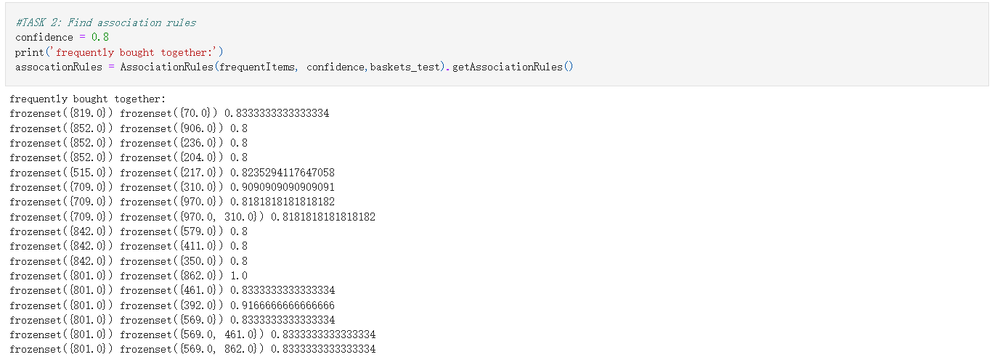 #TASK 2: Find association rules
confidence = 0.8
print('frequently bought together:')
assocationRules = AssociationRules(frequentItems, confidence,baskets_test).getAssociationRules()
frequently bought together:
frozenset({819.0}) frozenset({70.0}) 0.8333333333333334
frozenset({852.0}) frozenset({906.0}) 0.8
frozenset({852.0}) frozenset({236.0}) 0.8
frozenset({852.0}) frozenset({204.0}) 0.8
frozenset({515.0}) frozenset({217.0}) 0.8235294117647058
frozenset({709.0}) frozenset({310.0}) 0.9090909090909091
frozenset({709.0}) frozenset({970.0}) 0.8181818181818182
frozenset({709.0}) frozenset({970.0, 310.0}) 0.8181818181818182
frozenset({842.0}) frozenset({579.0}) 0.8
frozenset({842.0}) frozenset({411.0}) 0.8
frozenset({842.0}) frozenset({350.0}) 0.8
frozenset({801.0}) frozenset({862.0}) 1.0
frozenset({801.0}) frozenset({461.0}) 0.8333333333333334
frozenset({801.0}) frozenset({392.0}) 0.9166666666666666
frozenset({801.0}) frozenset({569.0}) 0.8333333333333334
frozenset({801.0}) frozenset({569.0, 461.0}) 0.8333333333333334
frozenset({801.0}) frozenset({569.0, 862.0}) 0.8333333333333334